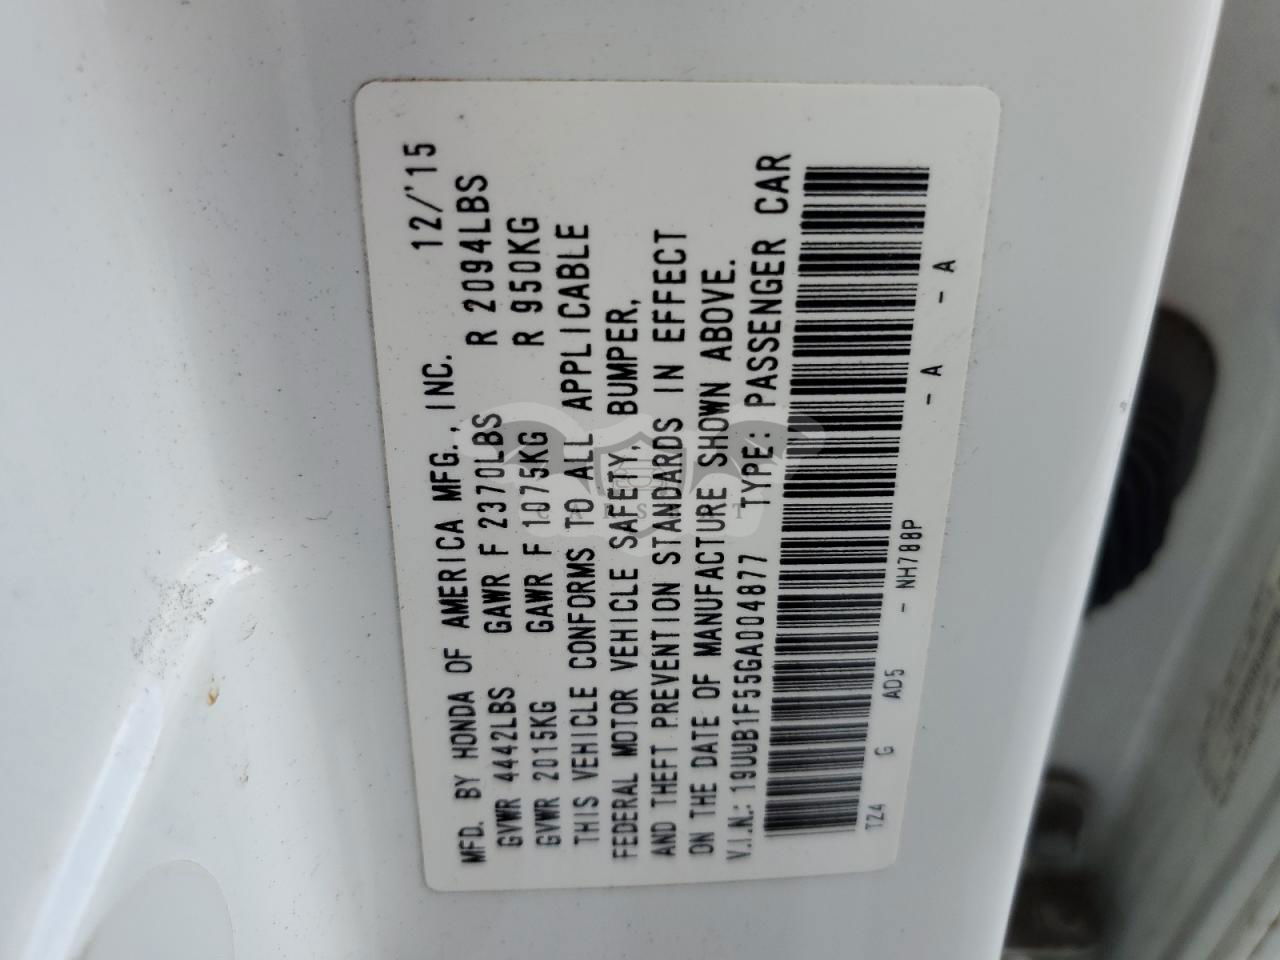 MFD. BY HONDA OF AMERICA MFG., INC. 12/'15
GVWR 4442LBS GAWR F 2370LBS R 2094LBS
GVWR 2015KG GAWR F 1075KG R 950KG
THIS VEHICLE CONFORMS TO ALL APPLICABLE
FEDERAL MOTOR VEHICLE SAFETY, BUMPER,
AND THEFT PREVENTION STANDARDS IN EFFECT
ON THE DATE OF MANUFACTURE SHOWN ABOVE.
V.I.N.: 19UUB1F55GA004877 TYPE: PASSENGER CAR
TZ4 G AD5 - NH788P - A - A